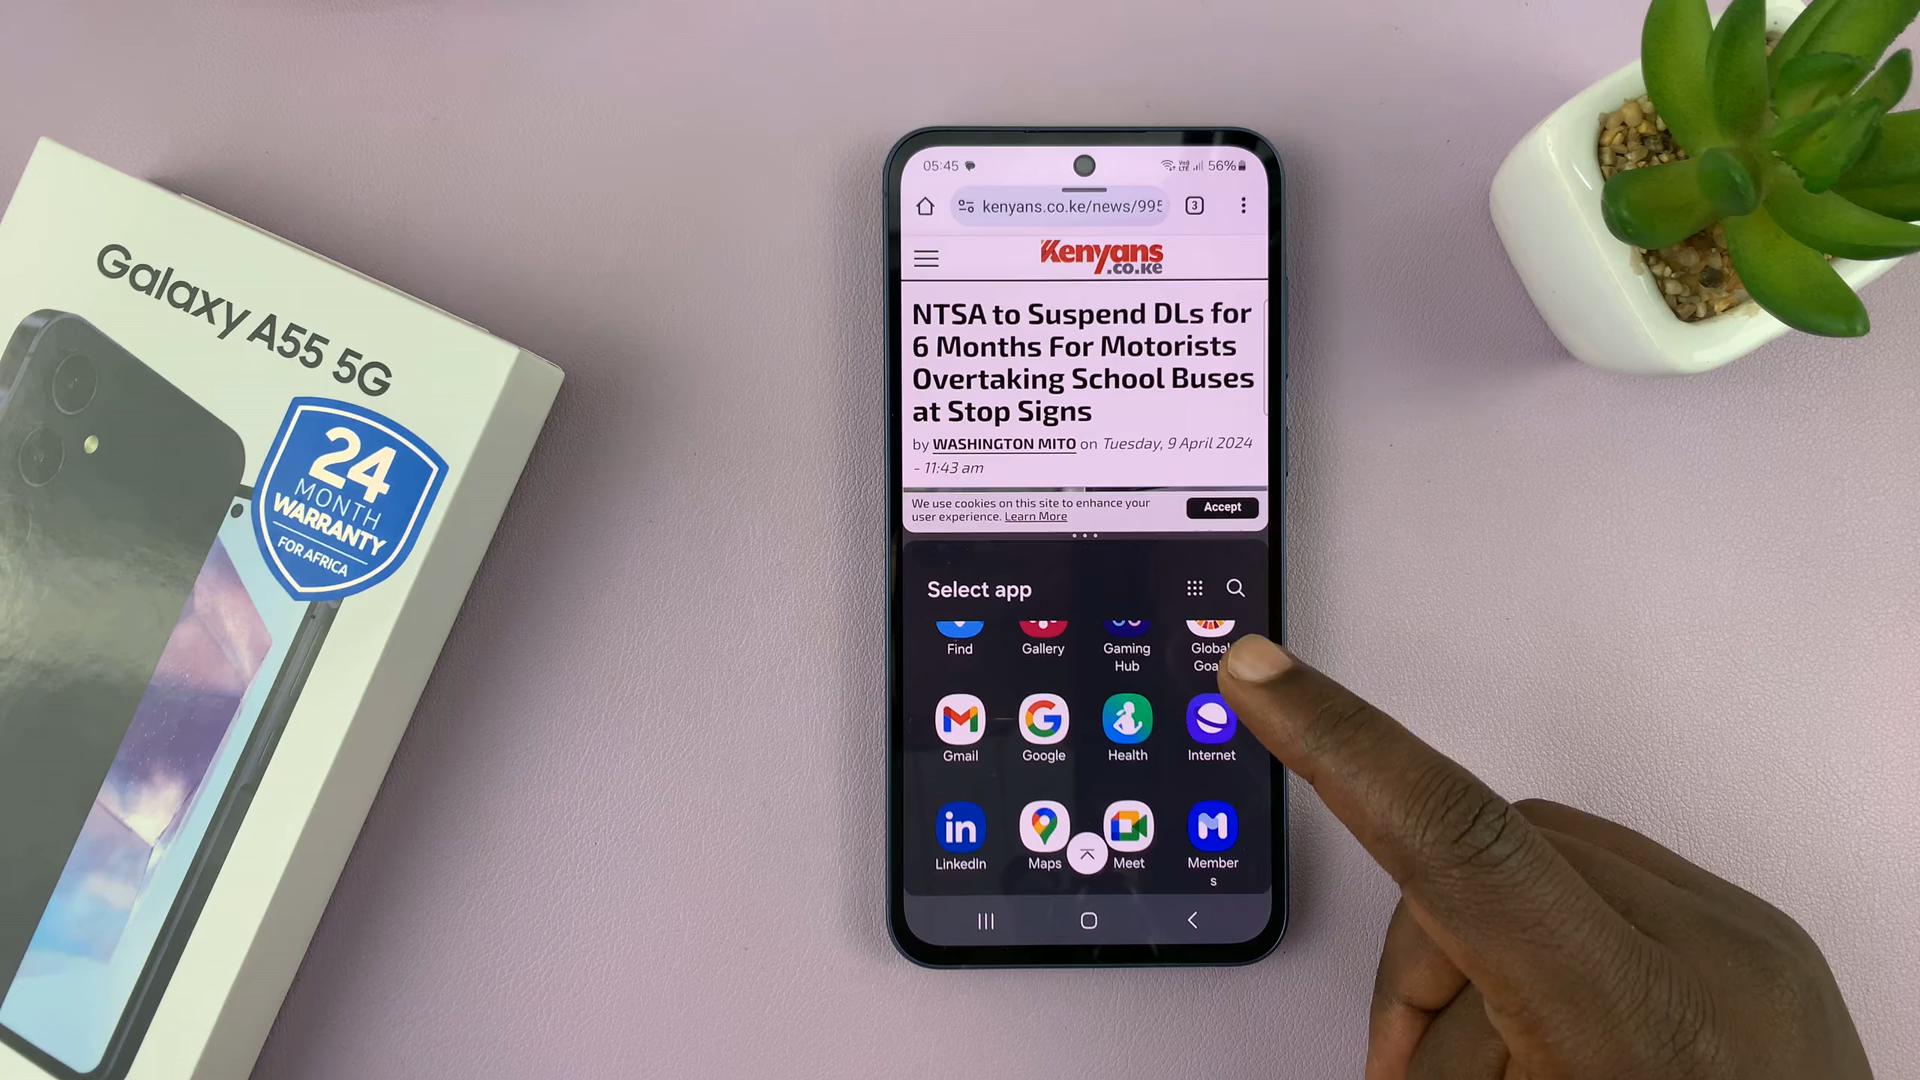 Galaxy A55 5G
24
MONTH
WARRANTY
FOR AFRICA
05:45
56%
kenyans.co.ke/news/995
3
Kenyans
.co.ke
NTSA to Suspend DLs for
6 Months For Motorists
Overtaking School Buses
at Stop Signs
by WASHINGTON MITO on Tuesday, 9 April 2024
- 11:43 am
We use cookies on this site to enhance your
user experience. Learn More
Accept
Select app
Find Gallery Gaming Global
Hub
Gmail Google Health Internet
LinkedIn Maps Meet Member
s